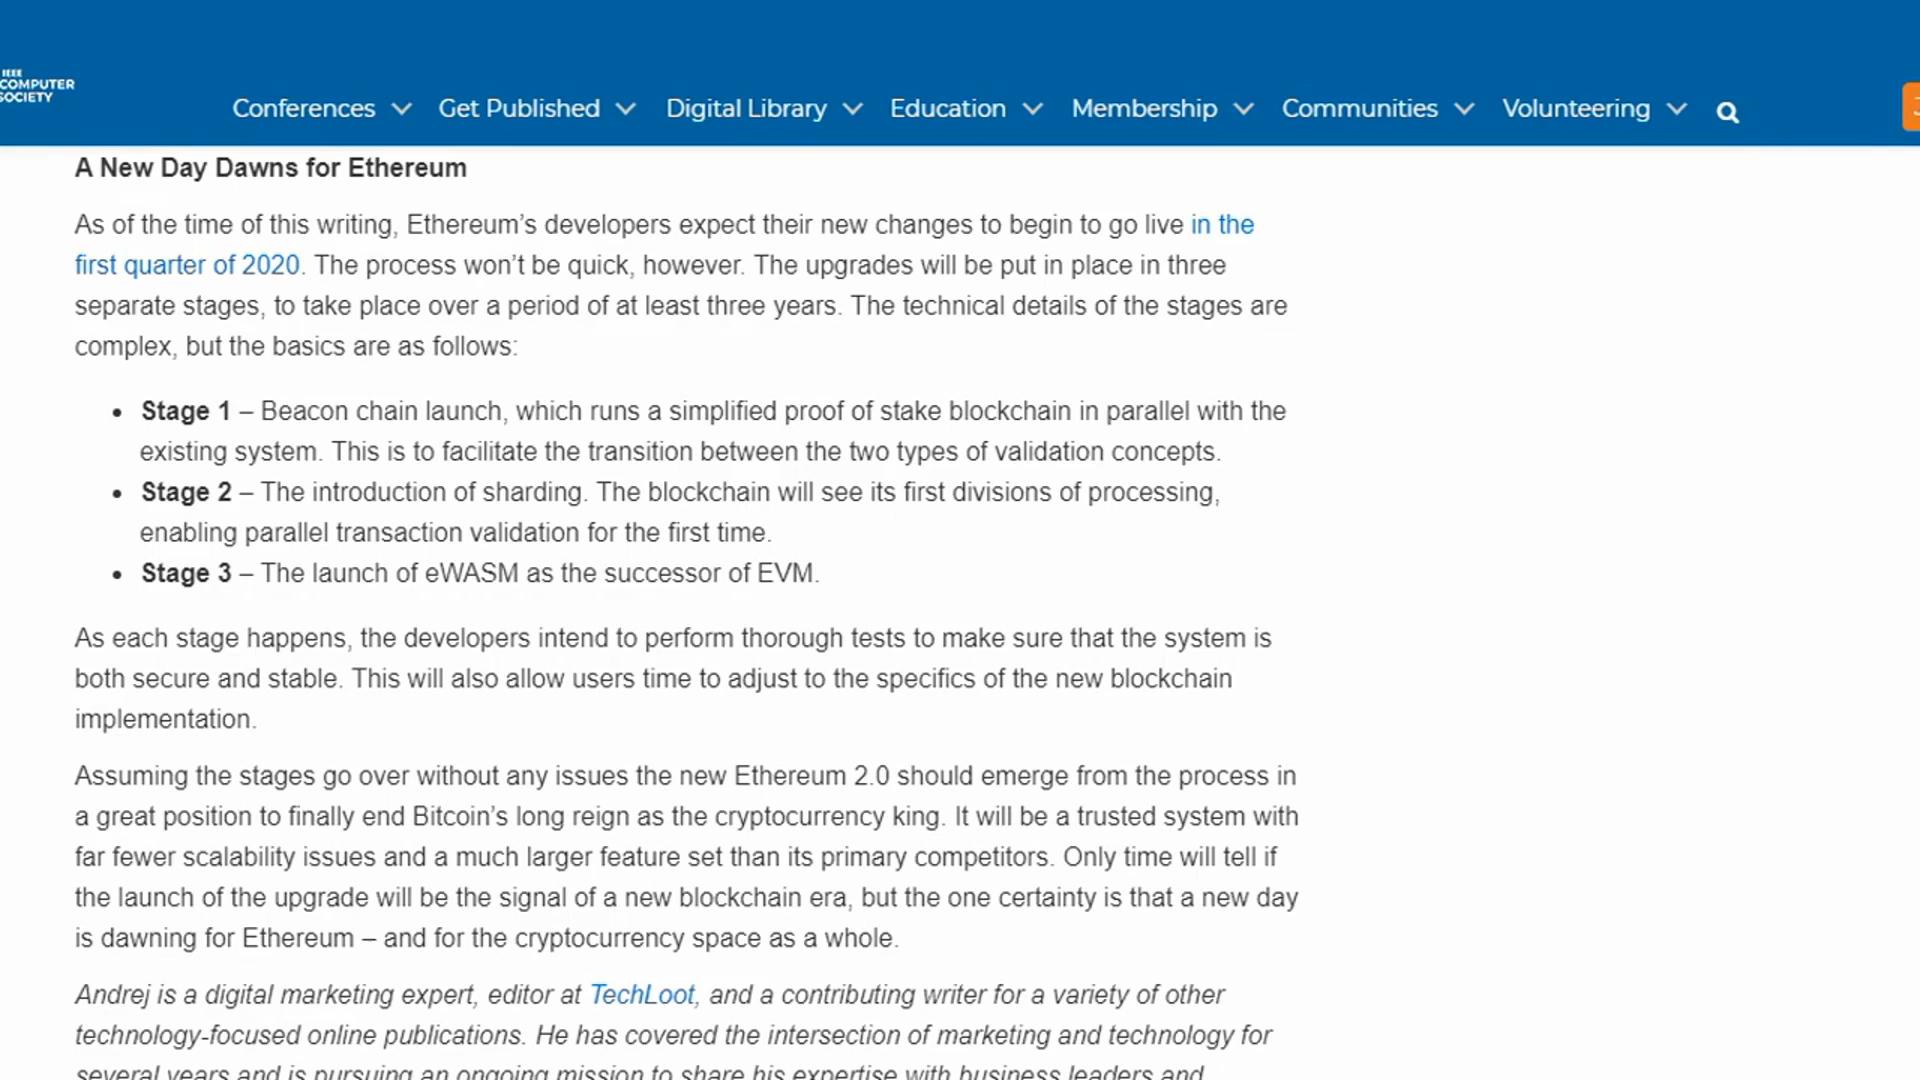 IEEE
COMPUTER
SOCIETY
Conferences
Get Published
Digital Library
Education
Membership
Communities
Volunteering
A New Day Dawns for Ethereum
As of the time of this writing, Ethereum’s developers expect their new changes to begin to go live in the
first quarter of 2020. The process won’t be quick, however. The upgrades will be put in place in three
separate stages, to take place over a period of at least three years. The technical details of the stages are
complex, but the basics are as follows:
• Stage 1 – Beacon chain launch, which runs a simplified proof of stake blockchain in parallel with the
existing system. This is to facilitate the transition between the two types of validation concepts.
• Stage 2 – The introduction of sharding. The blockchain will see its first divisions of processing,
enabling parallel transaction validation for the first time.
• Stage 3 – The launch of eWASM as the successor of EVM.
As each stage happens, the developers intend to perform thorough tests to make sure that the system is
both secure and stable. This will also allow users time to adjust to the specifics of the new blockchain
implementation.
Assuming the stages go over without any issues the new Ethereum 2.0 should emerge from the process in
a great position to finally end Bitcoin’s long reign as the cryptocurrency king. It will be a trusted system with
far fewer scalability issues and a much larger feature set than its primary competitors. Only time will tell if
the launch of the upgrade will be the signal of a new blockchain era, but the one certainty is that a new day
is dawning for Ethereum – and for the cryptocurrency space as a whole.
Andrej is a digital marketing expert, editor at TechLoot, and a contributing writer for a variety of other
technology-focused online publications. He has covered the intersection of marketing and technology for
several years and is pursuing an ongoing mission to share his expertise with business leaders and